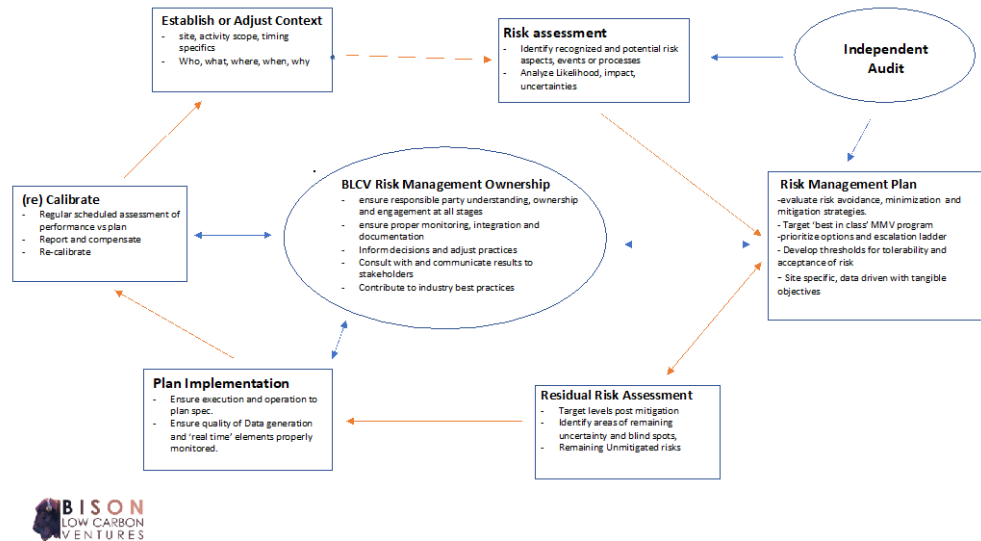 Establish or Adjust Context
- site, activity scope, timing
specifics
- Who, what, where, when, why
Risk assessment
- Identify recognized and potential risk
aspects, events or processes
- Analyze Likelihood, impact,
uncertainties
Independent
Audit
(re) Calibrate
- Regular scheduled assessment of
performance vs plan
- Report and compensate
- Re-calibrate
BLCV Risk Management Ownership
- ensure responsible party understanding, ownership
and engagement at all stages
- ensure proper monitoring, integration and
documentation
- Inform decisions and adjust practices
- Consult with and communicate results to
stakeholders
- Contribute to industry best practices
Risk Management Plan
-evaluate risk avoidance, minimization and
mitigation strategies.
- Target ‘best in class’ MMV program
-prioritize options and escalation ladder
- Develop thresholds for tolerability and
acceptance of risk
- Site specific, data driven with tangible
objectives
Plan Implementation
- Ensure execution and operation to
plan spec.
- Ensure quality of Data generation
and ‘real time’ elements properly
monitored.
Residual Risk Assessment
- Target levels post mitigation
- Identify areas of remaining
uncertainty and blind spots,
- Remaining Unmitigated risks
BISON
LOW CARBON
VENTURES